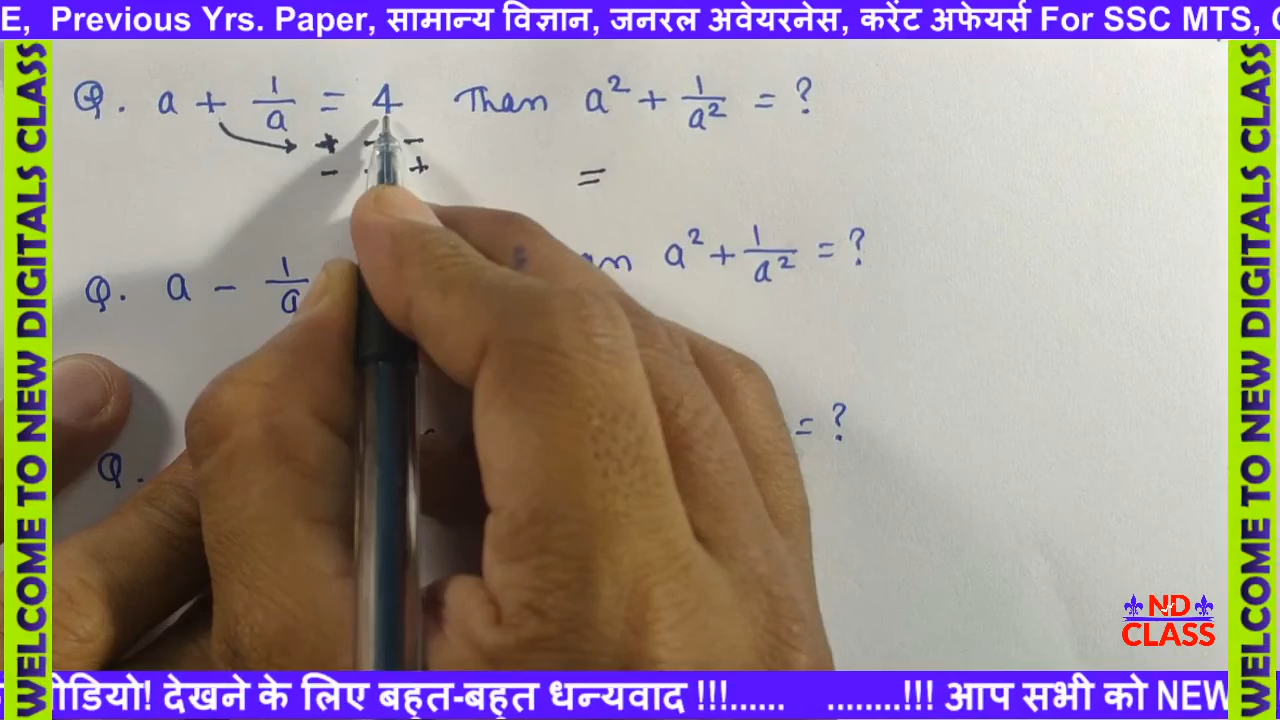 E, Previous Yrs. Paper, सामान्य विज्ञान, जनरल अवेयरनेस, करेंट अफेयर्स For SSC MTS,
WELCOME TO NEW DIGITALS CLASS
Q. a + 1/a = 4 Than a² + 1/a² = ?
+ - -
- +
=
Q. a - 1/a a² + 1/a² = ?
= ?
Q.
ND
CLASS
WELCOME TO NEW DIGITALS CLASS
वीडियो! देखने के लिए बहुत-बहुत धन्यवाद !!!...... ........!!! आप सभी को NEW